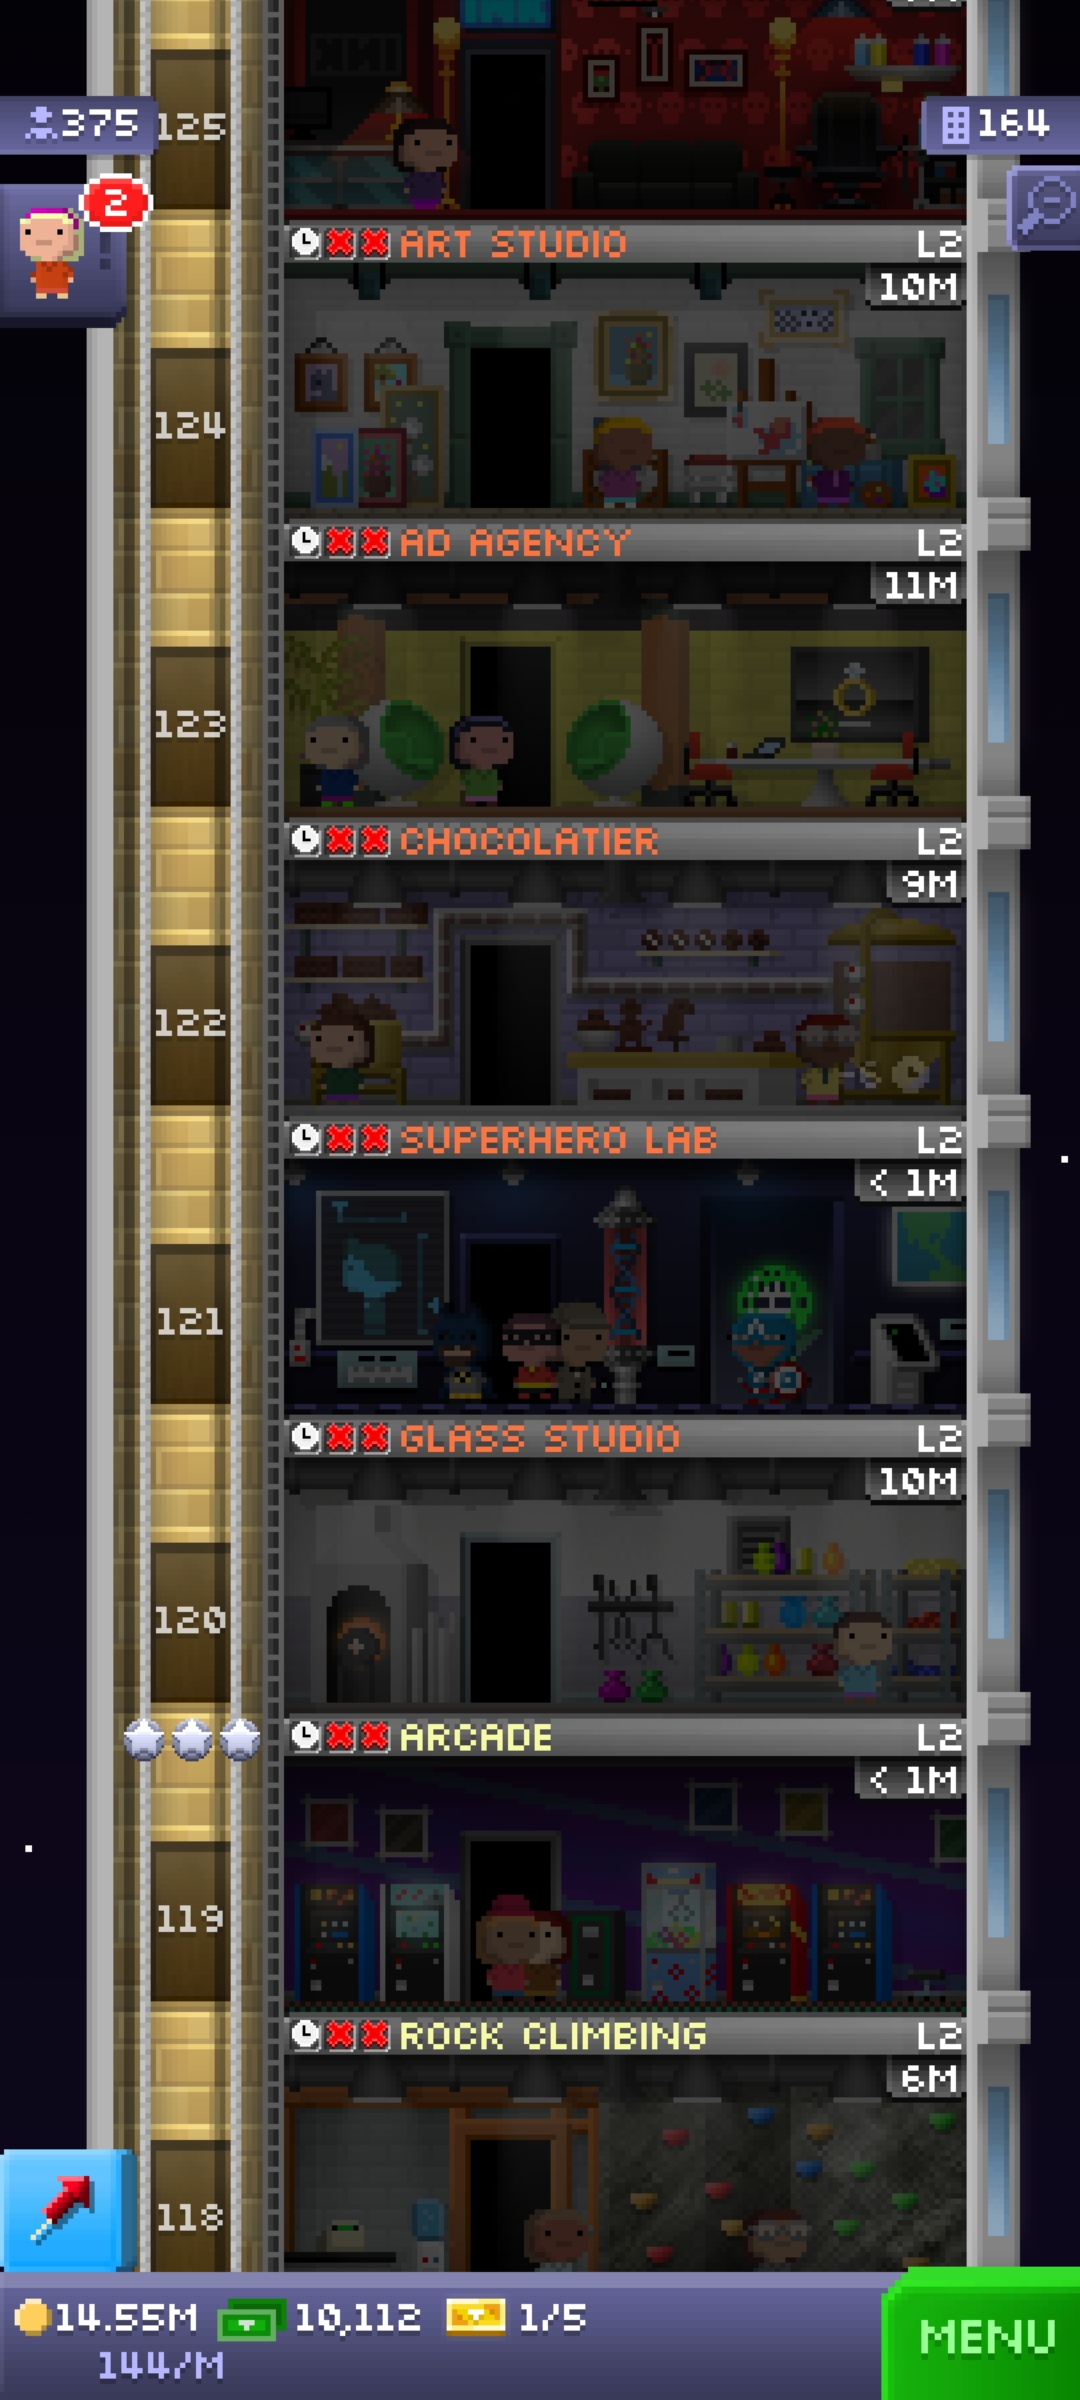 125
375
164
2
ART STUDIO L2
10M
124
AD AGENCY L2
11M
123
CHOCOLATIER L2
9M
122
SUPERHERO LAB L2
< 1M
121
GLASS STUDIO L2
10M
120
ARCADE L2
< 1M
119
ROCK CLIMBING L2
6M
118
14.55M 10,112 1/5
144/M
MENU